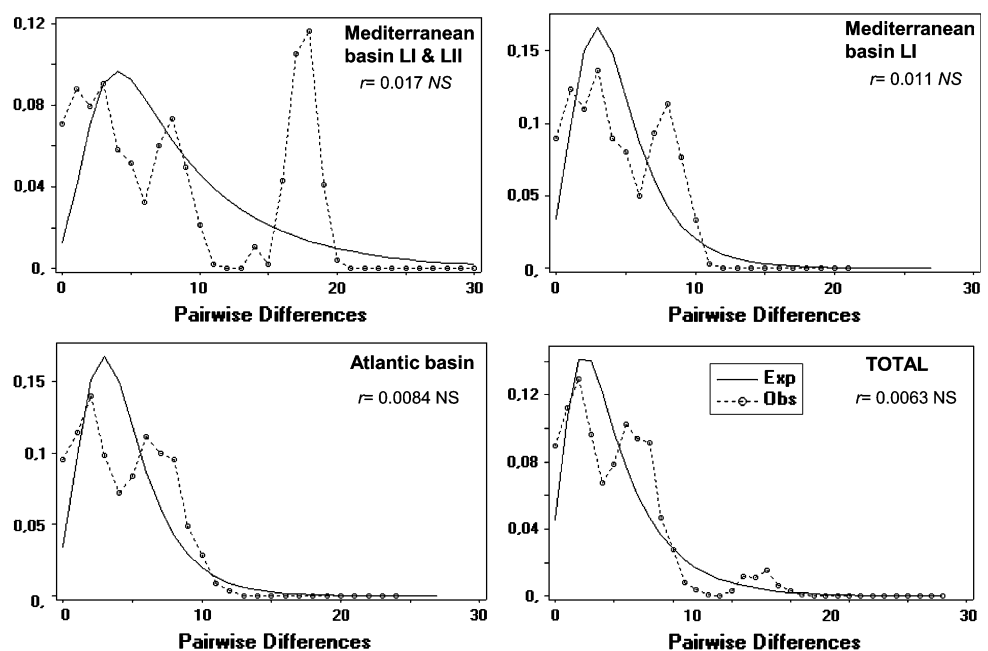 0,12
0,08
0,04
0,
0
10
20
30
Pairwise Differences
Mediterranean
basin LI & LII
r= 0.017 NS
0,15
0,1
0,05
0,
0
10
20
30
Pairwise Differences
Mediterranean
basin LI
r= 0.011 NS
0,15
0,1
0,05
0,
0
10
20
30
Pairwise Differences
Atlantic basin
r= 0.0084 NS
0,12
0,08
0,04
0,
0
10
20
30
Pairwise Differences
Exp
Obs
TOTAL
r= 0.0063 NS